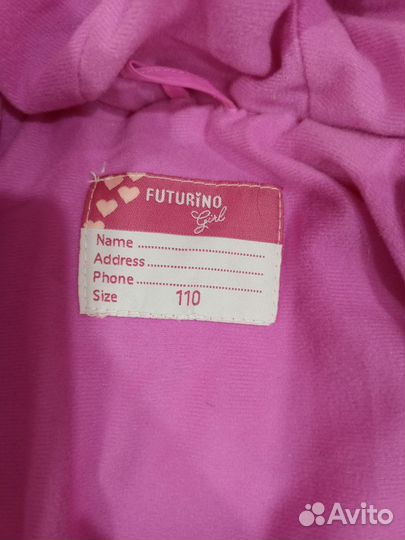 FUTURINO
Girl
Name
Address
Phone
Size 110
Avito